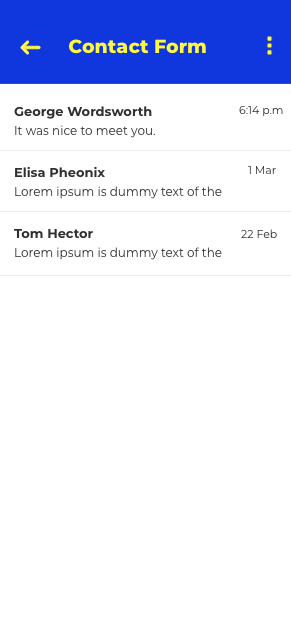 Contact Form
George Wordsworth 6:14 p.m
It was nice to meet you.
Elisa Pheonix 1 Mar
Lorem ipsum is dummy text of the
Tom Hector 22 Feb
Lorem ipsum is dummy text of the